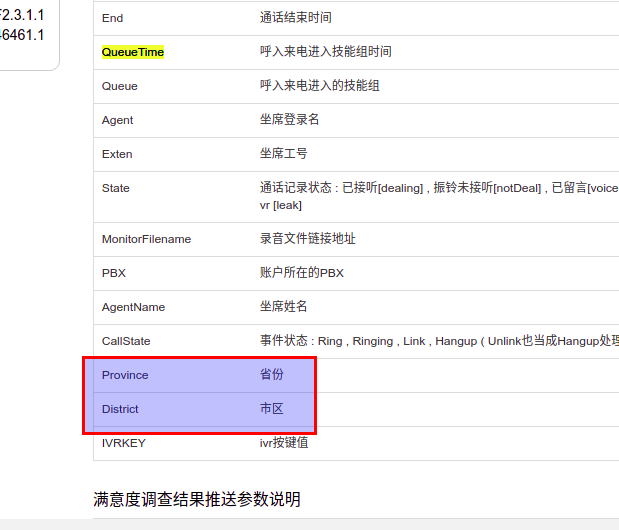 F2.3.1.1
46461.1
End 通话结束时间
QueueTime 呼入来电进入技能组时间
Queue 呼入来电进入的技能组
Agent 坐席登录名
Exten 坐席工号
State 通话记录状态 : 已接听[dealing] , 振铃未接听[notDeal] , 已留言[voice
vr [leak]
MonitorFilename 录音文件链接地址
PBX 账户所在的PBX
AgentName 坐席姓名
CallState 事件状态 : Ring , Ringing , Link , Hangup ( Unlink也当成Hangup处理
Province 省份
District 市区
IVRKEY ivr按键值
满意度调查结果推送参数说明